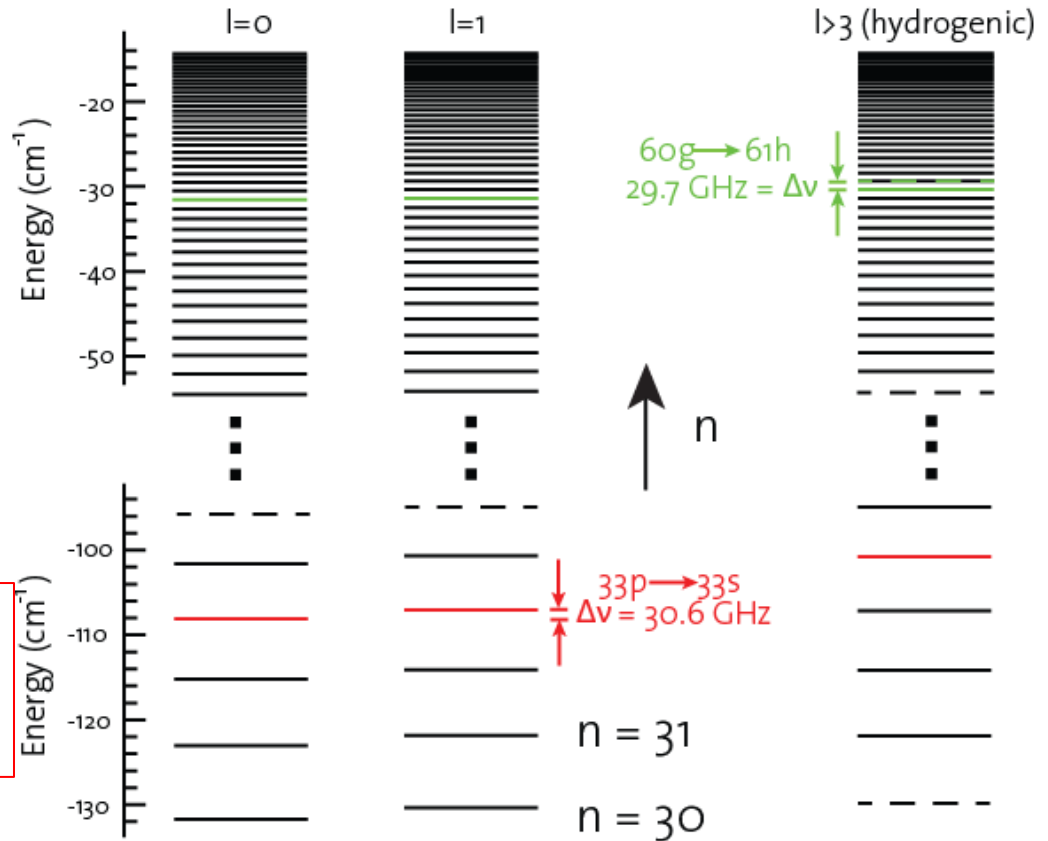 l=0
l=1
l>3 (hydrogenic)
Energy (cm⁻¹)
-20
-30
-40
-50
60g→61h
29.7 GHz = Δν
n
Energy (cm⁻¹)
-100
-110
-120
-130
33p→33s
Δν = 30.6 GHz
n = 31
n = 30